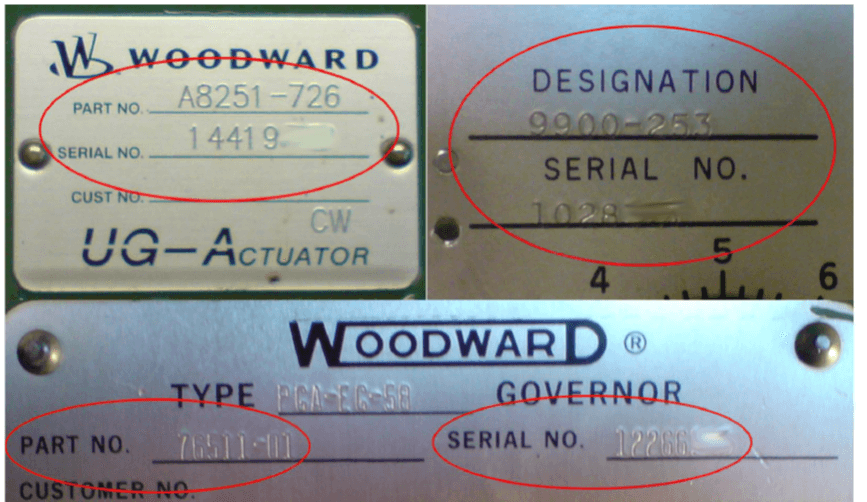 WOODWARD
PART NO. A8251-726
SERIAL NO. 14419
CUST NO.
CW
UG-ACTUATOR
DESIGNATION
9900-253
SERIAL NO.
1028
4 5 6
WOODWARD ®
TYPE PGA-EG-58 GOVERNOR
PART NO. 76511-01 SERIAL NO. 12266
CUSTOMER NO.